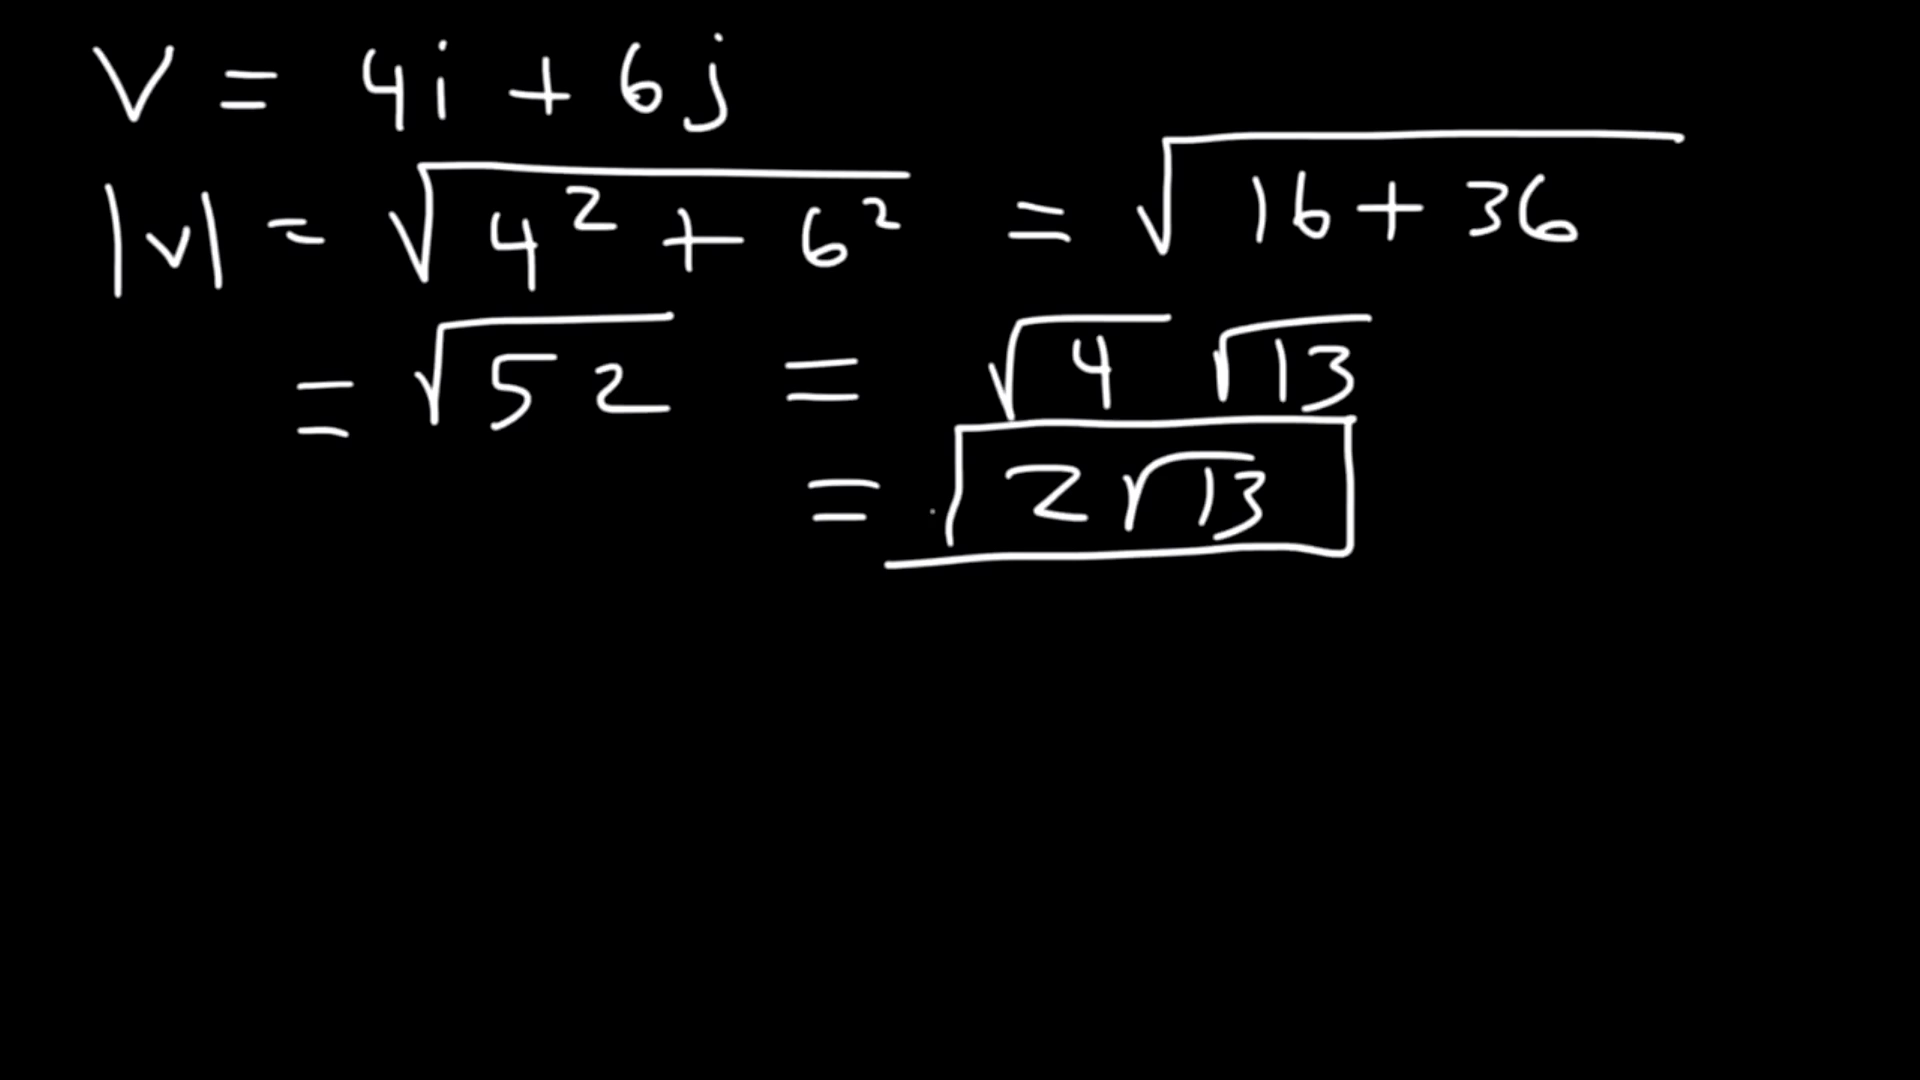 V = 4i + 6j
|v| = √(4² + 6²) = √(16 + 36)
= √52 = √4 √13
= 2√13